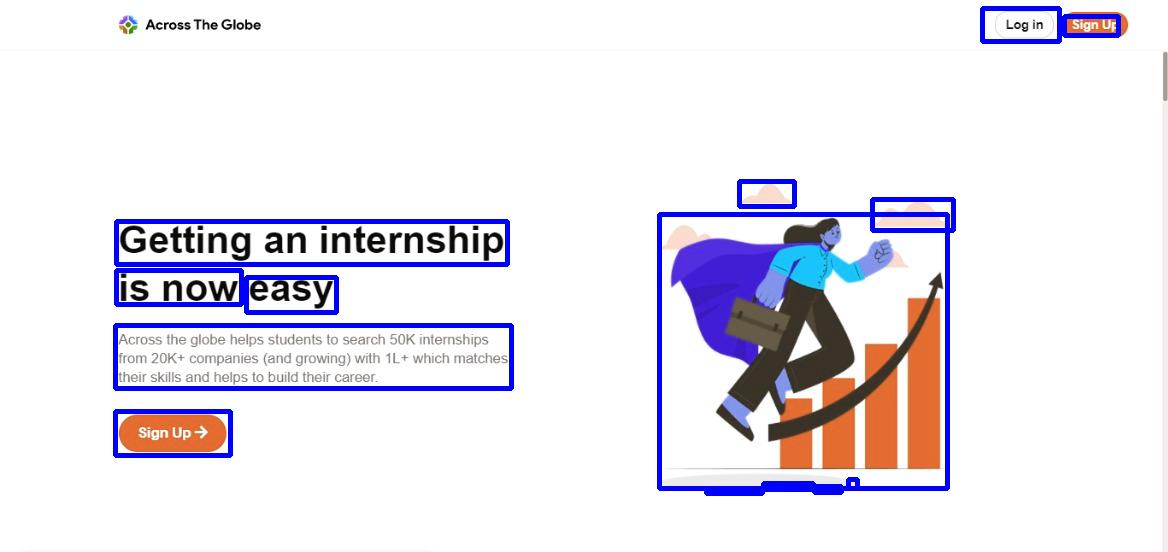 Across The Globe
Log in
Sign Up
Getting an internship
is now easy
Across the globe helps students to search 50K internships
from 20K+ companies (and growing) with 1L+ which matches
their skills and helps to build their career.
Sign Up